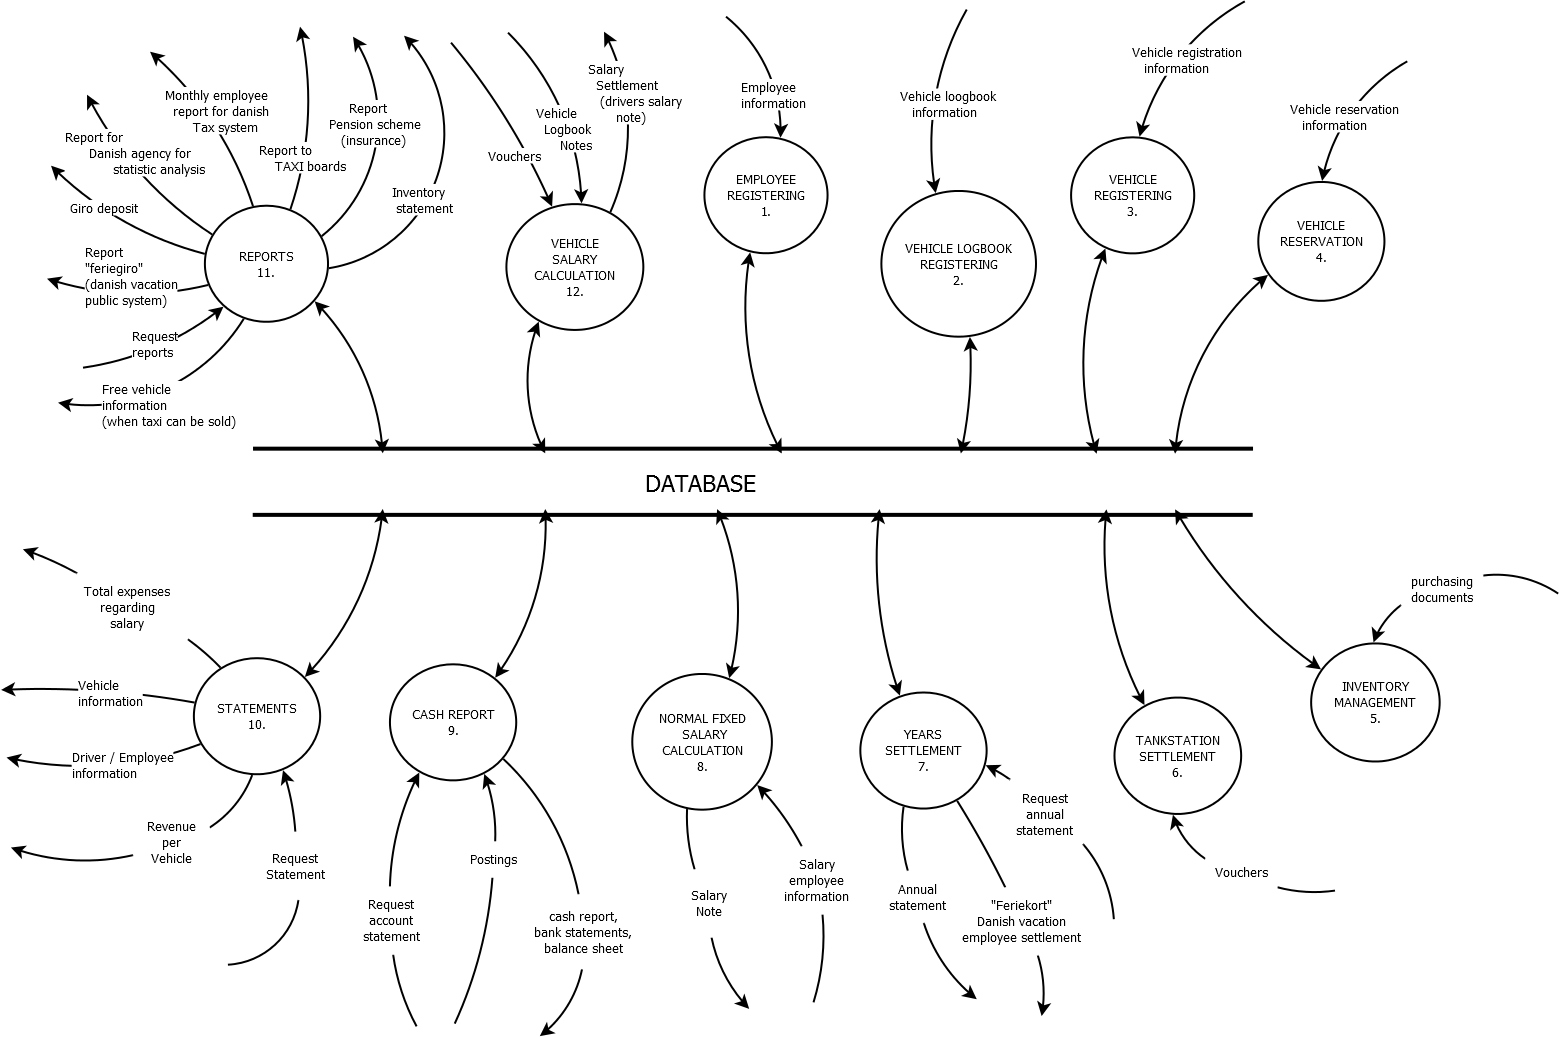 Monthly employee
report for danish
Tax system
Report for
Danish agency for
statistic analysis
Giro deposit
Report
"feriegiro"
(danish vacation
public system)
Request
reports
Free vehicle
information
(when taxi can be sold)
Report to
TAXI boards
Report
Pension scheme
(insurance)
Inventory
statement
REPORTS
11.
Vouchers
Vehicle
Logbook
Notes
Salary
Settlement
(drivers salary
note)
VEHICLE
SALARY
CALCULATION
12.
Employee
information
EMPLOYEE
REGISTERING
1.
Vehicle loogbook
information
VEHICLE LOGBOOK
REGISTERING
2.
Vehicle registration
information
VEHICLE
REGISTERING
3.
Vehicle reservation
information
VEHICLE
RESERVATION
4.
DATABASE
Total expenses
regarding
salary
Vehicle
information
Driver / Employee
information
Revenue
per
Vehicle
Request
Statement
STATEMENTS
10.
CASH REPORT
9.
Request
account
statement
Postings
cash report,
bank statements,
balance sheet
NORMAL FIXED
SALARY
CALCULATION
8.
Salary
Note
Salary
employee
information
YEARS
SETTLEMENT
7.
Annual
statement
"Feriekort"
Danish vacation
employee settlement
Request
annual
statement
TANKSTATION
SETTLEMENT
6.
Vouchers
purchasing
documents
INVENTORY
MANAGEMENT
5.